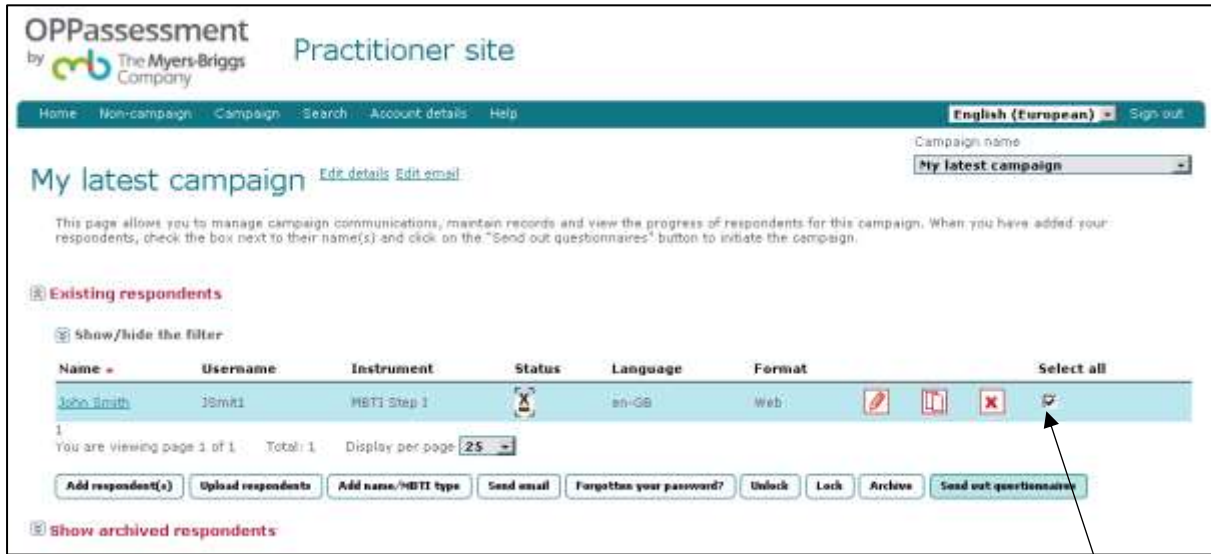 OPPassessment
by The Myers-Briggs
Company
Practitioner site
Home Non-campaign Campaign Search Account details Help English (European) Sign out
Campaign name
My latest campaign
My latest campaign Edit details Edit email
This page allows you to manage campaign communications, maintain records and view the progress of respondents for this campaign. When you have added your
respondents, check the box next to their name(s) and click on the "Send out questionnaires" button to initiate the campaign.
Existing respondents
Show/hide the filter
Name Username Instrument Status Language Format Select all
John Smith JSmit1 MBTI Step I en-GB Web
1
You are viewing page 1 of 1 Total: 1 Display per page 25
Add respondent(s) Upload respondents Add name/MBTI type Send email Forgotten your password? Unlock Lock Archive Send out questionnaires
Show archived respondents